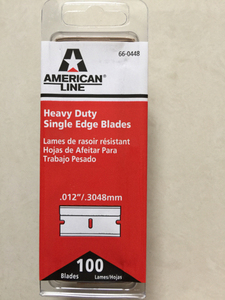 66-0448
AMERICAN
LINE
Heavy Duty
Single Edge Blades
Lames de rasoir résistant
Hojas de Afeitar Para
Trabajo Pesado
.012"/.3048mm
100
Blades Lames/Hojas